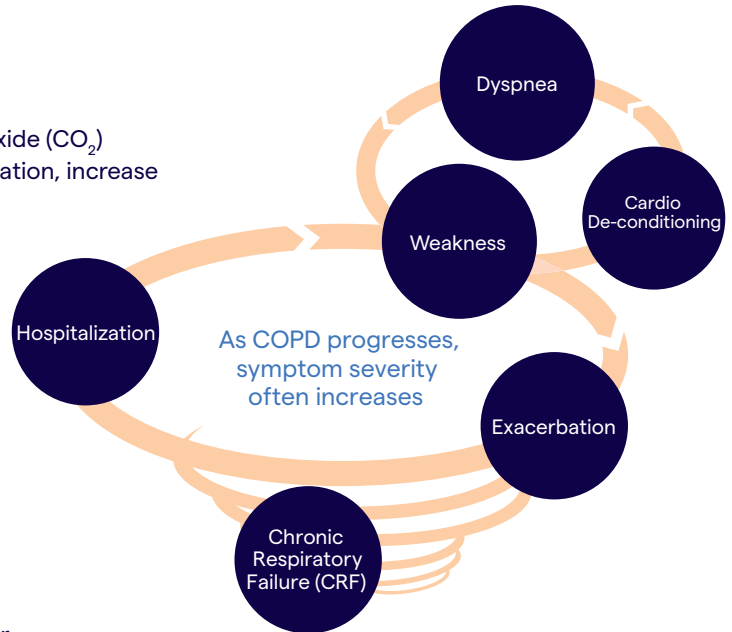 Dyspnea
xide (CO2)
ation, increase
Cardio
De-conditioning
Weakness
Hospitalization
As COPD progresses,
symptom severity
often increases
Exacerbation
Chronic
Respiratory
Failure (CRF)